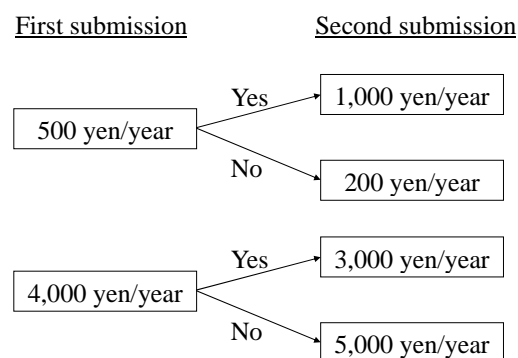 First submission
Second submission
500 yen/year
Yes
1,000 yen/year
No
200 yen/year
4,000 yen/year
Yes
3,000 yen/year
No
5,000 yen/year